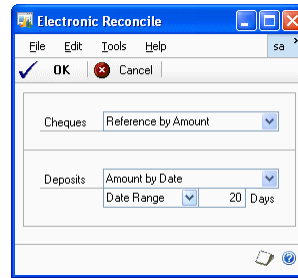 Electronic Reconcile
File Edit Tools Help sa »
OK Cancel
Cheques Reference by Amount
Deposits Amount by Date
Date Range 20 Days